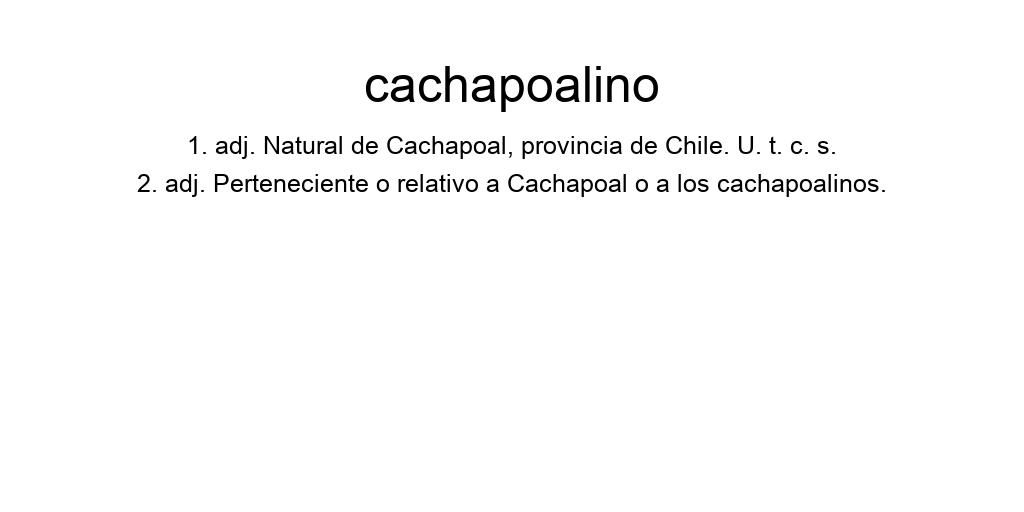 cachapoalino
1. adj. Natural de Cachapoal, provincia de Chile. U. t. c. s.
2. adj. Perteneciente o relativo a Cachapoal o a los cachapoalinos.